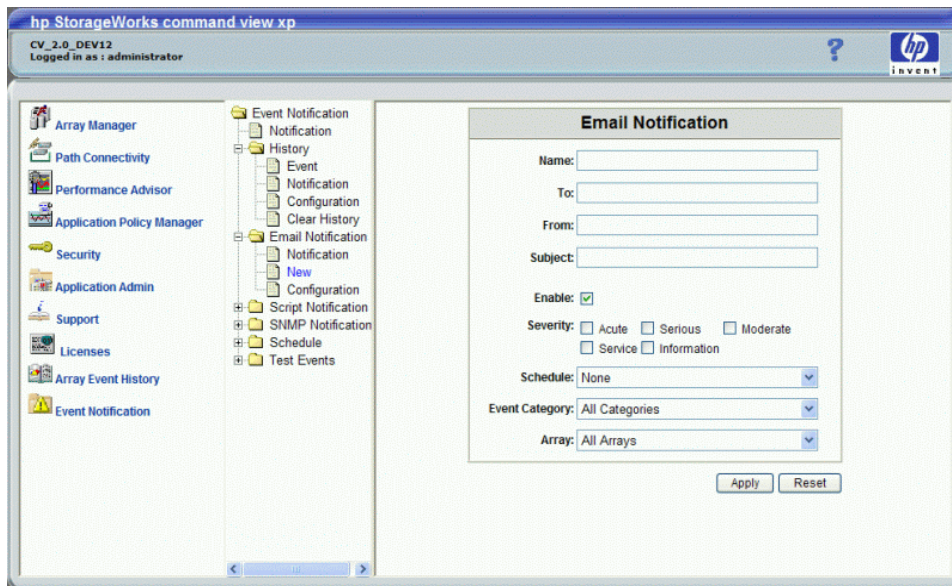 hp StorageWorks command view xp
CV_2.0_DEV12
Logged in as : administrator
?
hp
invent
Array Manager
Path Connectivity
Performance Advisor
Application Policy Manager
Security
Application Admin
Support
Licenses
Array Event History
Event Notification
Event Notification
Notification
History
Event
Notification
Configuration
Clear History
Email Notification
Notification
New
Configuration
Script Notification
SNMP Notification
Schedule
Test Events
Email Notification
Name:
To:
From:
Subject:
Enable:
Severity: Acute Serious Moderate
Service Information
Schedule: None
Event Category: All Categories
Array: All Arrays
Apply Reset